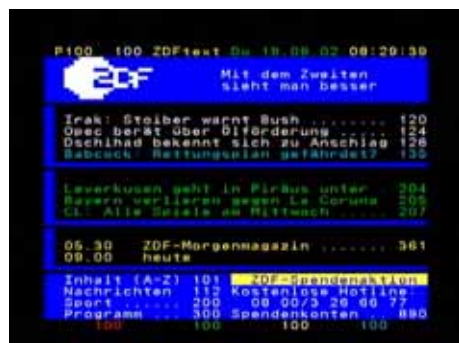 P100 100 ZDFtext Do 19.09.02 08:29:39
ZDF
Mit dem Zweiten
sieht man besser
Irak: Stoiber warnt Bush ........ 120
Opec berät über Ölförderung ..... 124
Dschihad bekennt sich zu Anschlag 126
Babcock: Rettungsplan gefährdet? 135
Leverkusen geht in Piräus unter . 204
Bayern verlieren gegen La Coruna 205
CL: Alle Spiele am Mittwoch ..... 207
05.30 ZDF-Morgenmagazin ........ 361
09.00 heute
Inhalt (A-Z) 101 ZDF-Spendenaktion
Nachrichten 112 Kostenlose Hotline:
Sport ..... 200 08 00/3 26 66 77
Programm .. 300 Spendenkonten .. 890
100 100 100 100